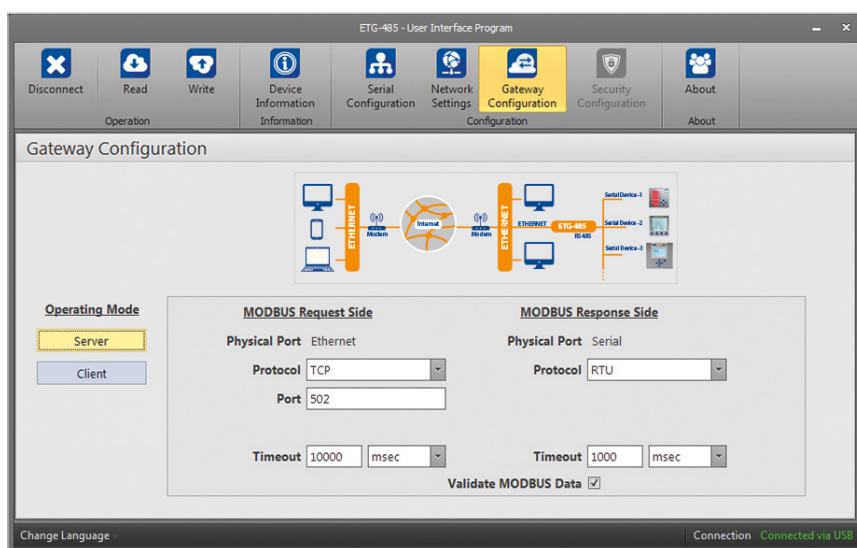 ETG-485 - User Interface Program
Disconnect
Read
Write
Operation
Device
Information
Information
Serial
Configuration
Network
Settings
Gateway
Configuration
Security
Configuration
Configuration
About
About
Gateway Configuration
ETHERNET
Modem
Internet
Modem
ETHERNET
ETHERNET
ETG-485
RS485
Serial Device -1
Serial Device -2
Serial Device -3
Operating Mode
Server
Client
MODBUS Request Side
Physical Port Ethernet
Protocol TCP
Port 502
Timeout 10000 msec
MODBUS Response Side
Physical Port Serial
Protocol RTU
Timeout 1000 msec
Validate MODBUS Data
Change Language
Connection Connected via USB